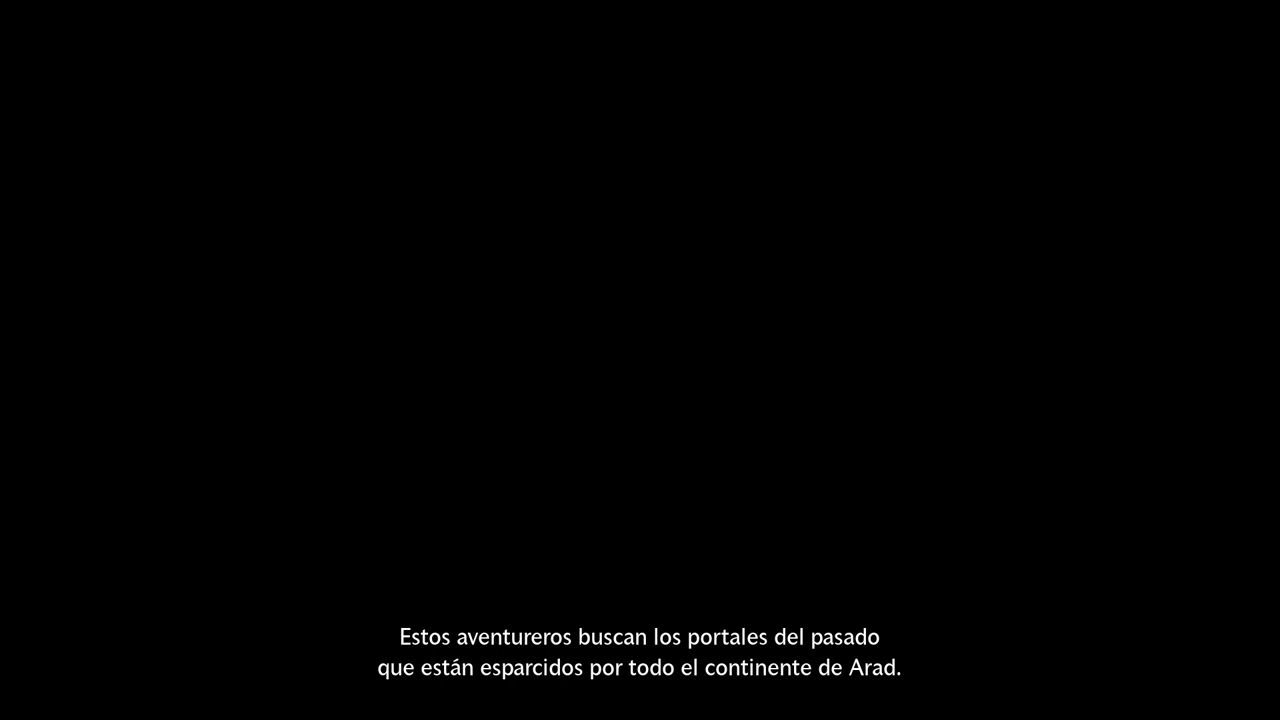 Estos aventureros buscan los portales del pasado
que están esparcidos por todo el continente de Arad.